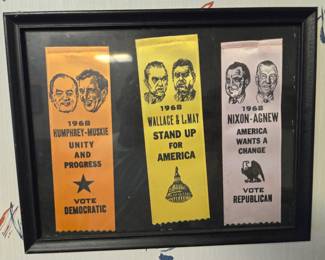 1968
HUMPHREY-MUSKIE
UNITY
AND
PROGRESS
VOTE
DEMOCRATIC
1968
WALLACE & LeMAY
STAND UP
FOR
AMERICA
1968
NIXON-AGNEW
AMERICA
WANTS A
CHANGE
VOTE
REPUBLICAN